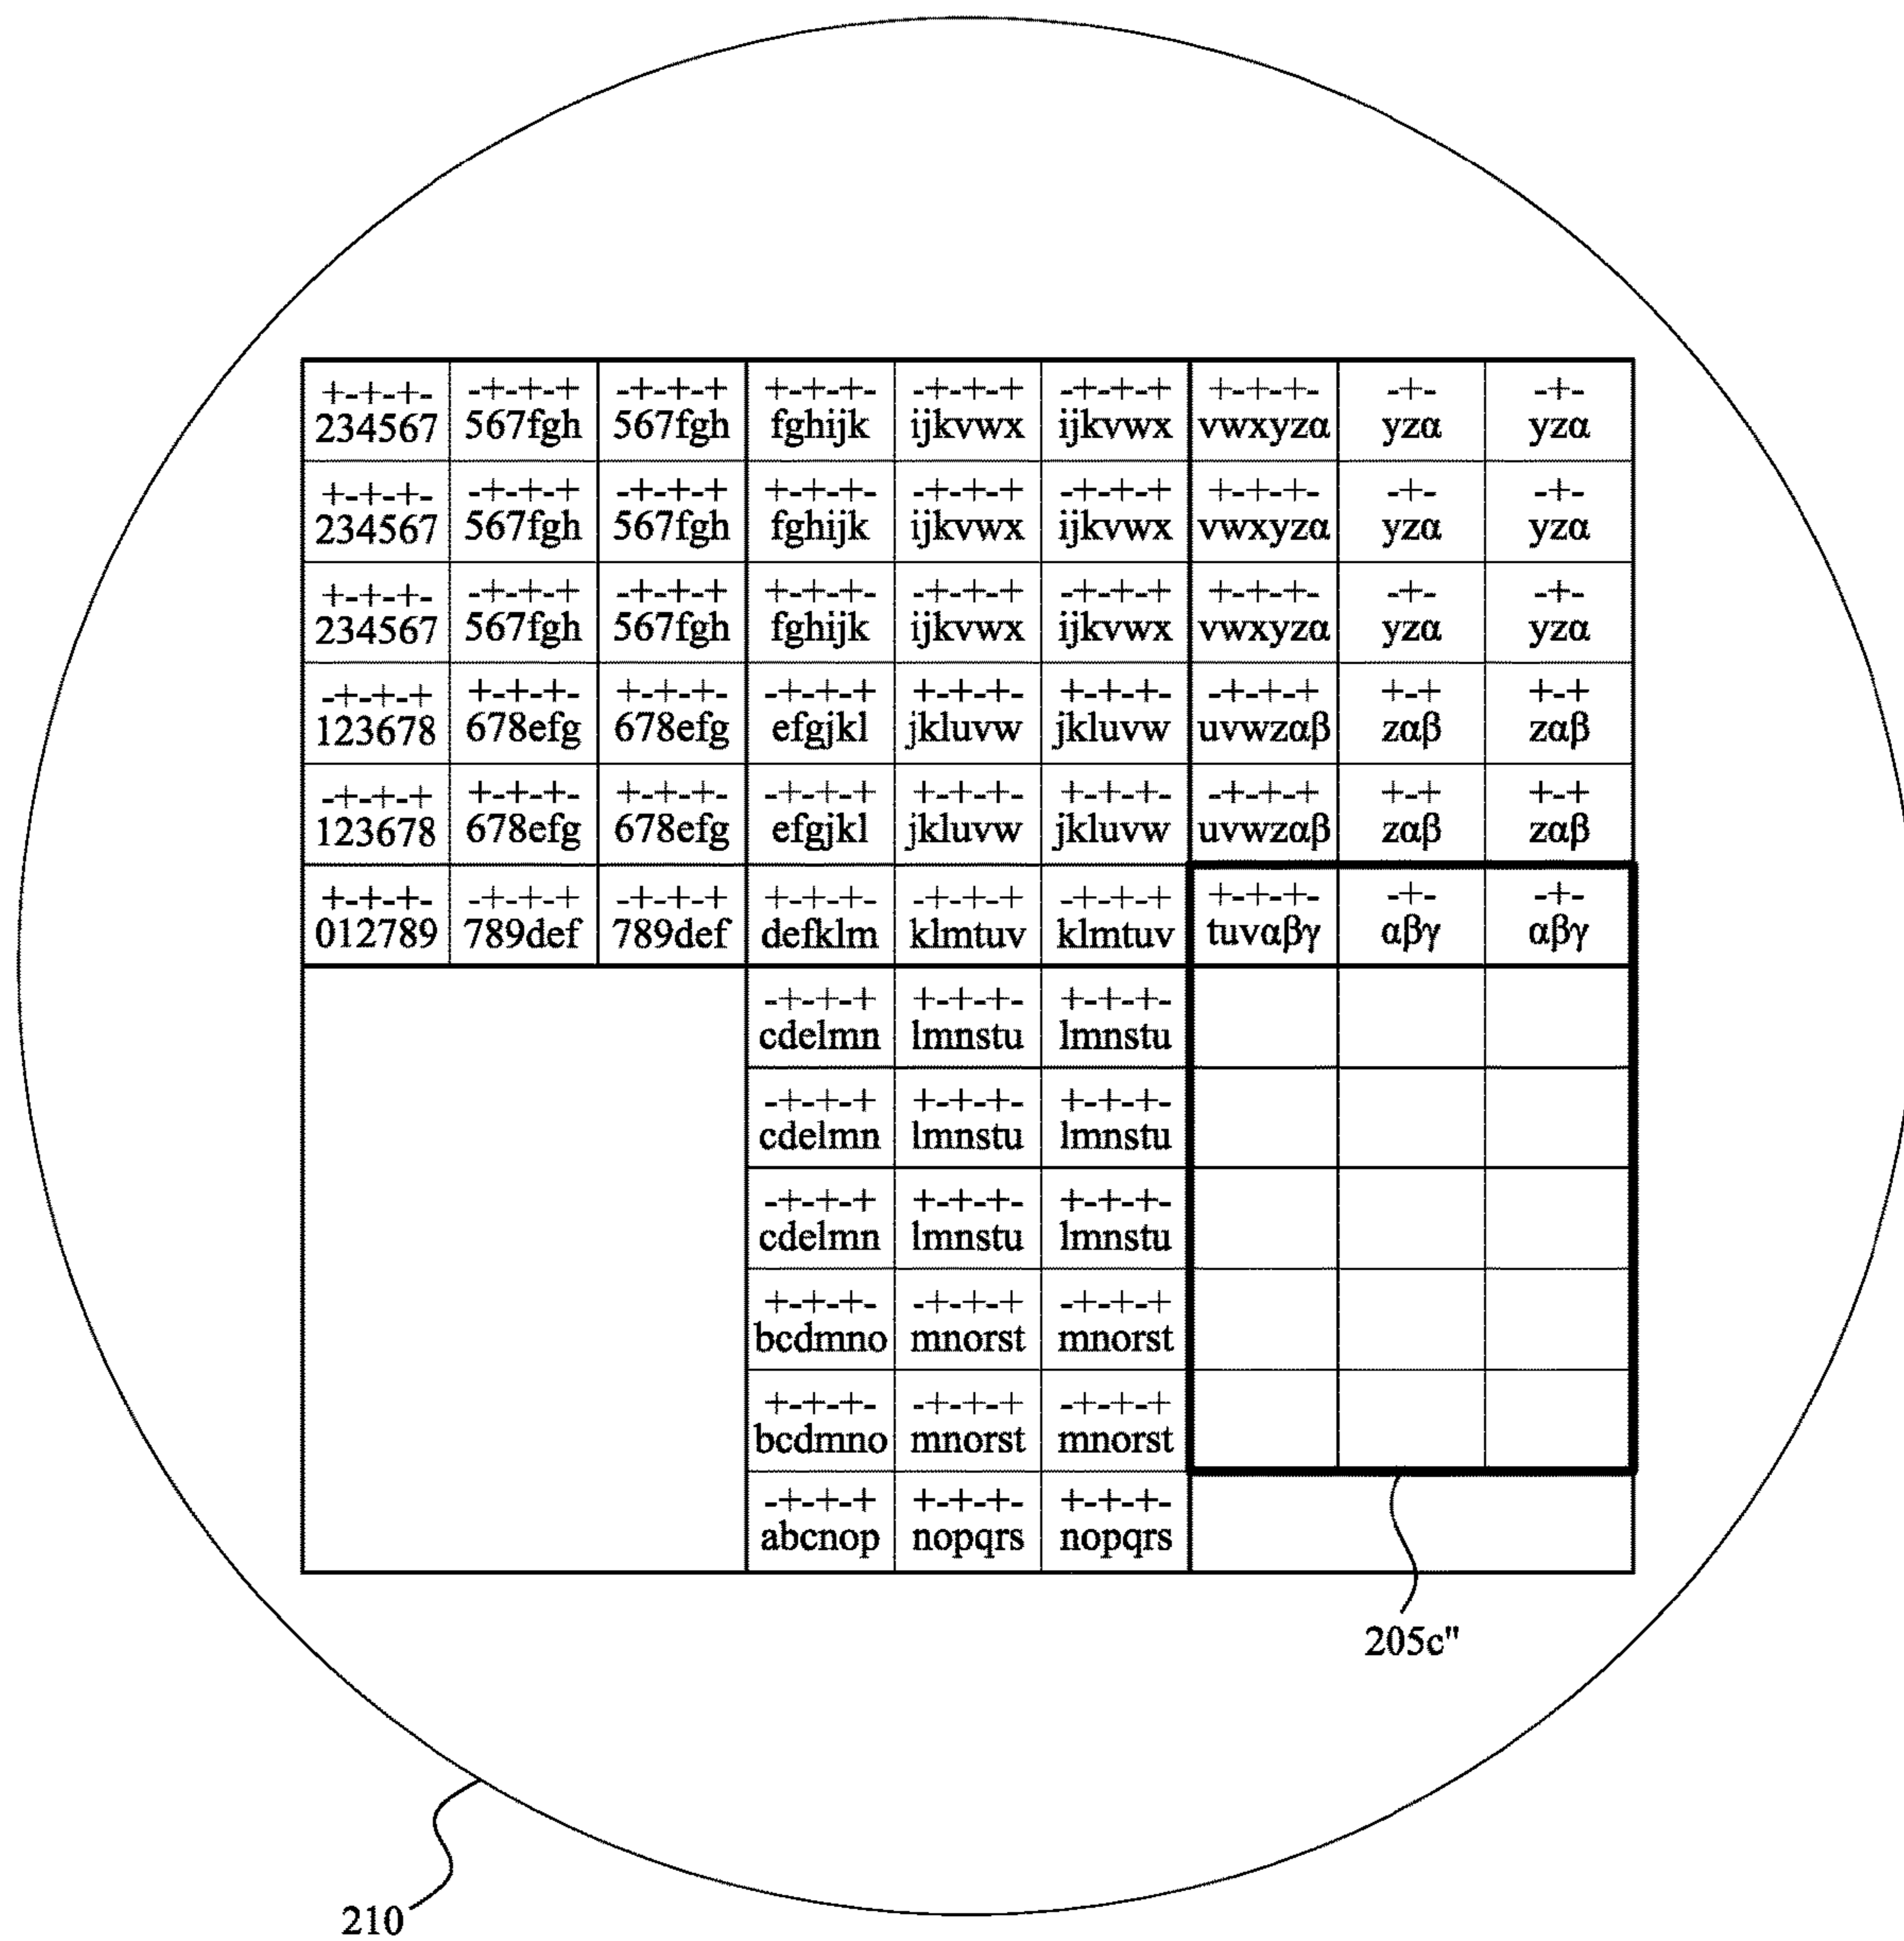 +-+-+- -+-+-+ -+-+-+ +-+-+- -+-+-+ -+-+-+ +-+-+- -+- -+-
234567 567fgh 567fgh fghijk ijkvwx ijkvwx vwxyzα yzα yzα
+-+-+- -+-+-+ -+-+-+ +-+-+- -+-+-+ -+-+-+ +-+-+- -+- -+-
234567 567fgh 567fgh fghijk ijkvwx ijkvwx vwxyzα yzα yzα
+-+-+- -+-+-+ -+-+-+ +-+-+- -+-+-+ -+-+-+ +-+-+- -+- -+-
234567 567fgh 567fgh fghijk ijkvwx ijkvwx vwxyzα yzα yzα
-+-+-+ +-+-+- +-+-+- -+-+-+ +-+-+- +-+-+- -+-+-+ +-+ +-+
123678 678efg 678efg efgjkl jkluvw jkluvw uvwzαβ zαβ zαβ
-+-+-+ +-+-+- +-+-+- -+-+-+ +-+-+- +-+-+- -+-+-+ +-+ +-+
123678 678efg 678efg efgjkl jkluvw jkluvw uvwzαβ zαβ zαβ
+-+-+- -+-+-+ -+-+-+ +-+-+- -+-+-+ -+-+-+ +-+-+- -+- -+-
012789 789def 789def defklm klmtuv klmtuv tuvαβγ αβγ αβγ
-+-+-+ +-+-+- +-+-+-
cdelmn lmnstu lmnstu
-+-+-+ +-+-+- +-+-+-
cdelmn lmnstu lmnstu
-+-+-+ +-+-+- +-+-+-
cdelmn lmnstu lmnstu
+-+-+- -+-+-+ -+-+-+
bcdmno mnorst mnorst
+-+-+- -+-+-+ -+-+-+
bcdmno mnorst mnorst
-+-+-+ +-+-+- +-+-+-
abcnop nopqrs nopqrs
205c"
210